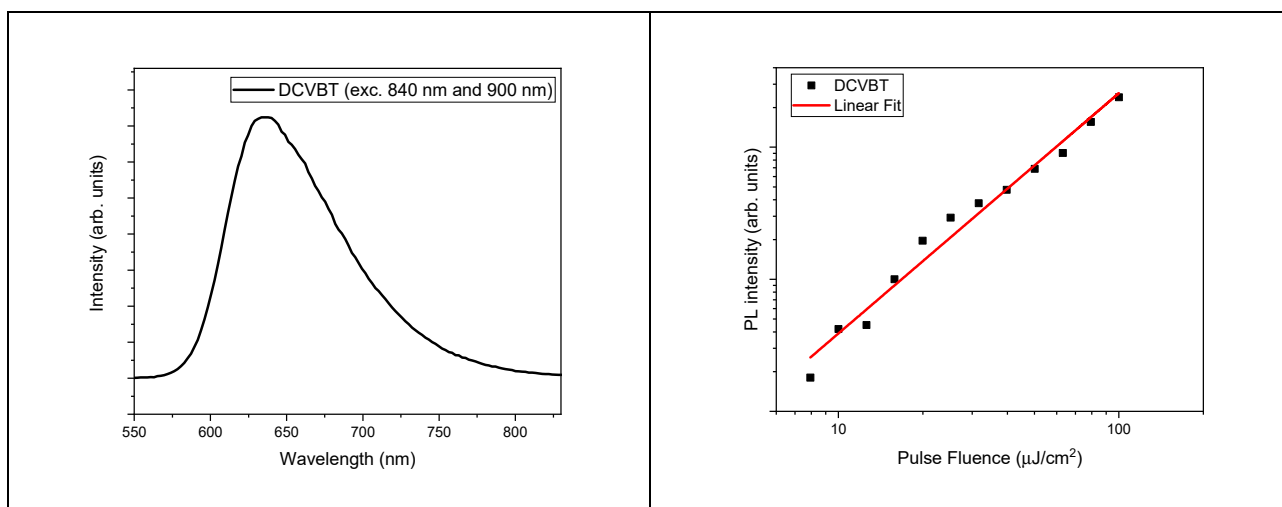 DCVBT (exc. 840 nm and 900 nm)
Intensity (arb. units)
550 600 650 700 750 800
Wavelength (nm)
DCVBT
Linear Fit
PL intensity (arb. units)
10 100
Pulse Fluence (μJ/cm²)